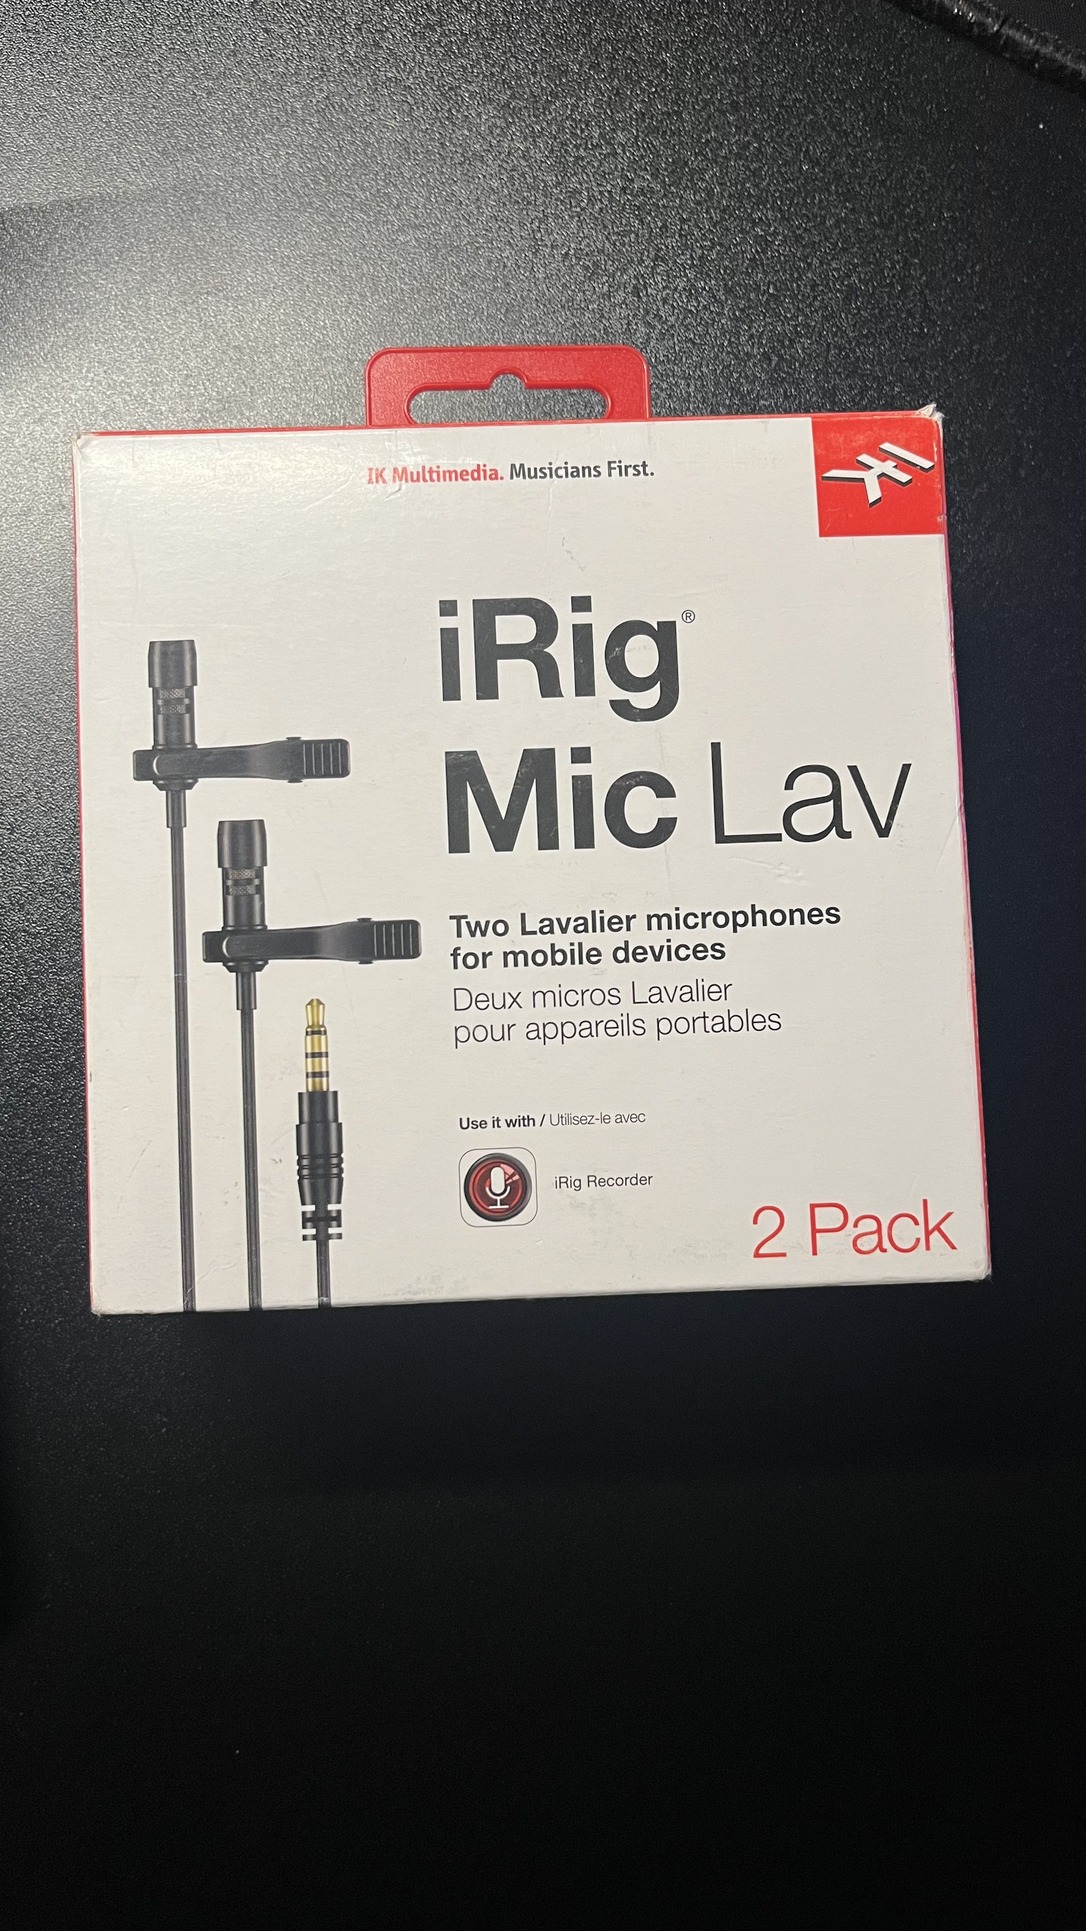 IK Multimedia. Musicians First.
IK
iRig®
Mic Lav
Two Lavalier microphones
for mobile devices
Deux micros Lavalier
pour appareils portables
Use it with / Utilisez-le avec
iRig Recorder
2 Pack